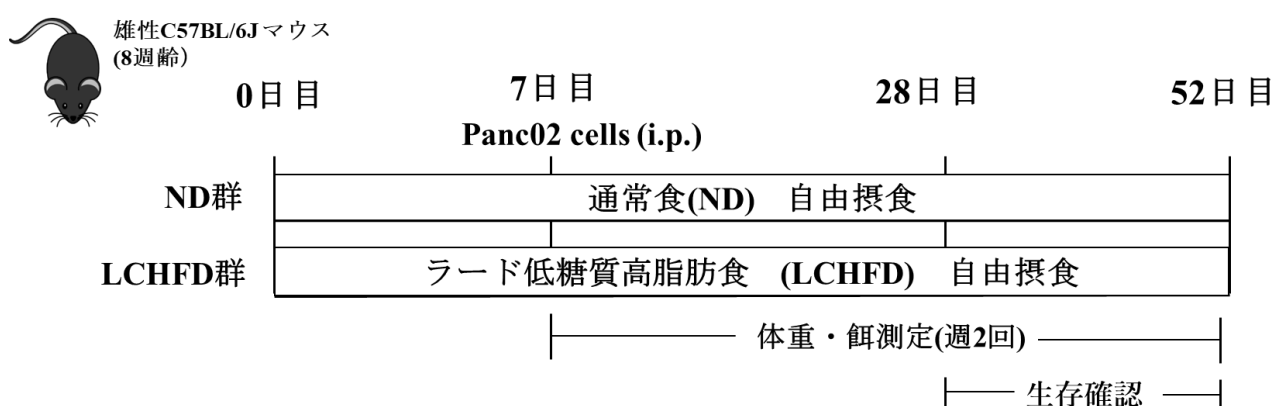 雄性C57BL/6Jマウス
(8週齢)
0日目 7日目 28日目 52日目
Panc02 cells (i.p.)
ND群 通常食(ND) 自由摂食
LCHFD群 ラード低糖質高脂肪食 (LCHFD) 自由摂食
体重・餌測定(週2回)
生存確認